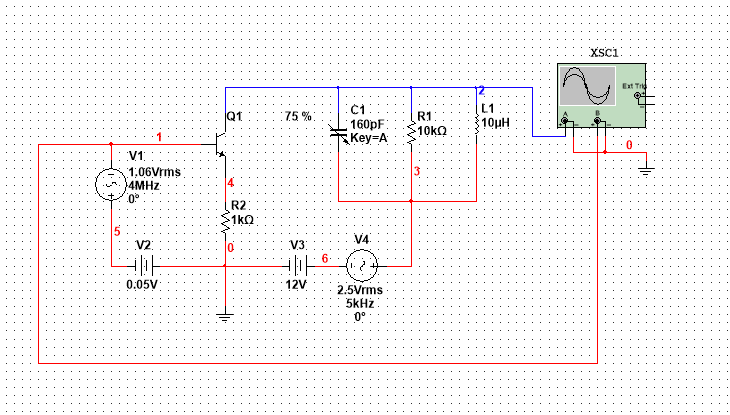 XSC1
Ext Trig
A
B
2
Q1
75 %
C1
160pF
Key=A
R1
10kΩ
L1
10µH
1
0
V1
1.06Vrms
4MHz
0°
4
3
R2
1kΩ
5
0
V2
0.05V
V3
12V
6
V4
2.5Vrms
5kHz
0°